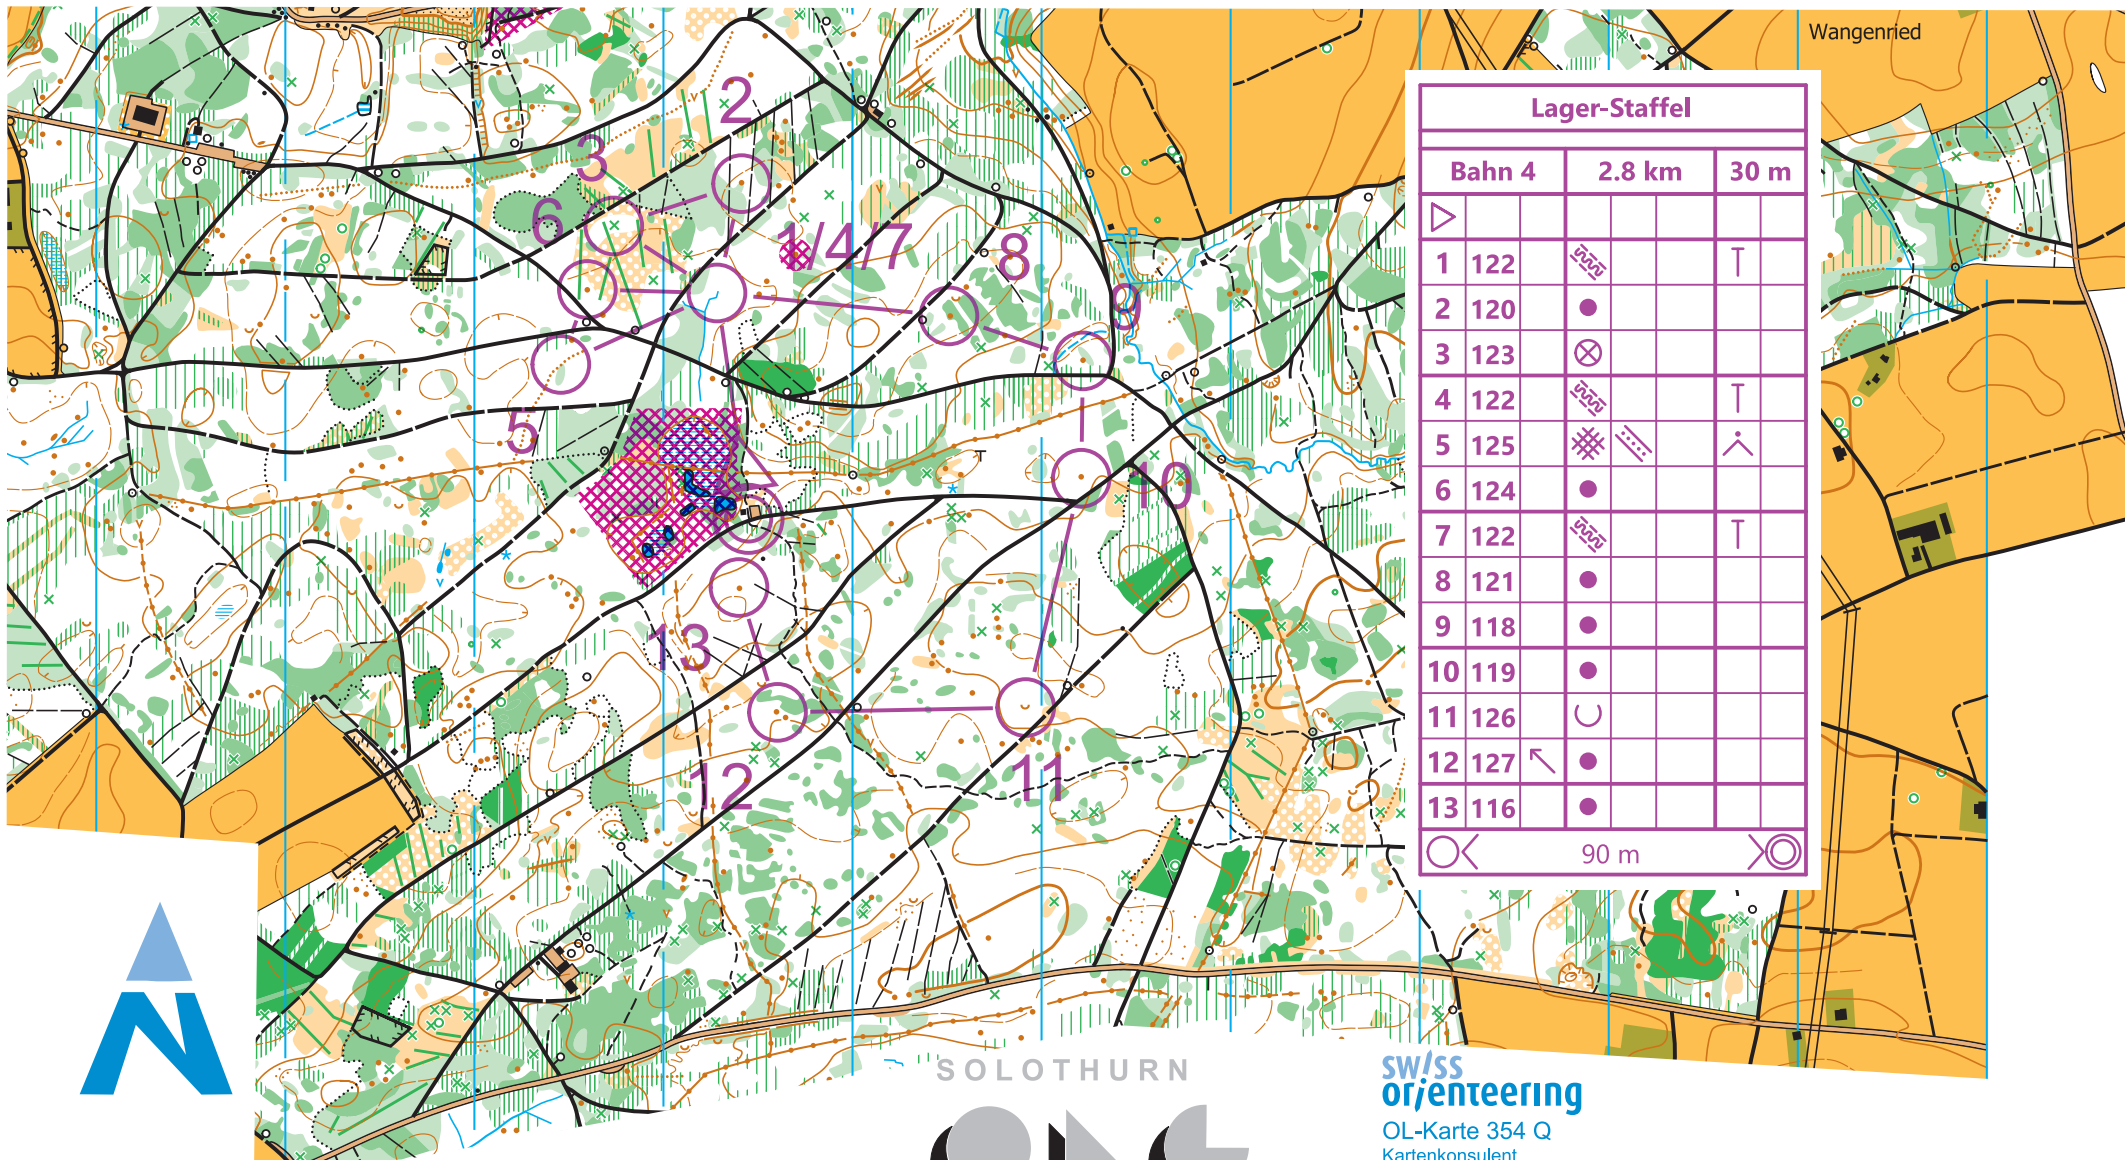 Wangenried
Lager-Staffel
Bahn 4 2.8 km 30 m
1 122
2 120
3 123
4 122
5 125
6 124
7 122
8 121
9 118
10 119
11 126
12 127
13 116
90 m
2
3
6
1/4/7
8
9
5
10
13
12
11
SOLOTHURN
swiss
orienteering
OL-Karte 354 Q
Kartenkonsulent